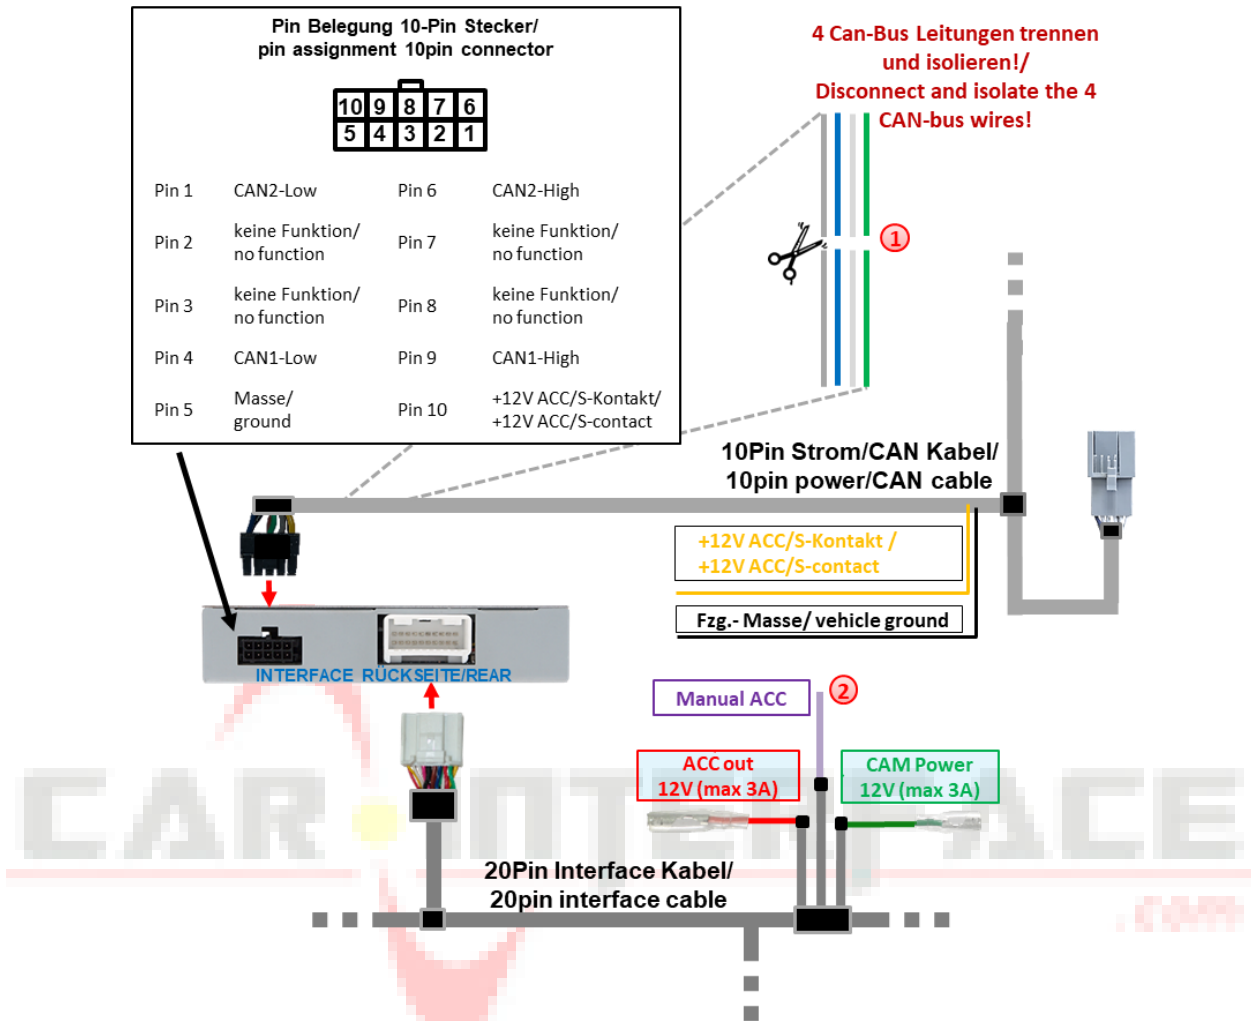 Pin Belegung 10-Pin Stecker/
pin assignment 10pin connector
10 9 8 7 6
5 4 3 2 1
Pin 1 CAN2-Low Pin 6 CAN2-High
Pin 2 keine Funktion/ Pin 7 keine Funktion/
no function no function
Pin 3 keine Funktion/ Pin 8 keine Funktion/
no function no function
Pin 4 CAN1-Low Pin 9 CAN1-High
Pin 5 Masse/ Pin 10 +12V ACC/S-Kontakt/
ground +12V ACC/S-contact
4 Can-Bus Leitungen trennen
und isolieren!/
Disconnect and isolate the 4
CAN-bus wires!
1
10Pin Strom/CAN Kabel/
10pin power/CAN cable
+12V ACC/S-Kontakt /
+12V ACC/S-contact
Fzg.- Masse/ vehicle ground
INTERFACE RÜCKSEITE/REAR
Manual ACC
2
ACC out
12V (max 3A)
CAM Power
12V (max 3A)
20Pin Interface Kabel/
20pin interface cable
CAR INTERFACE
.com